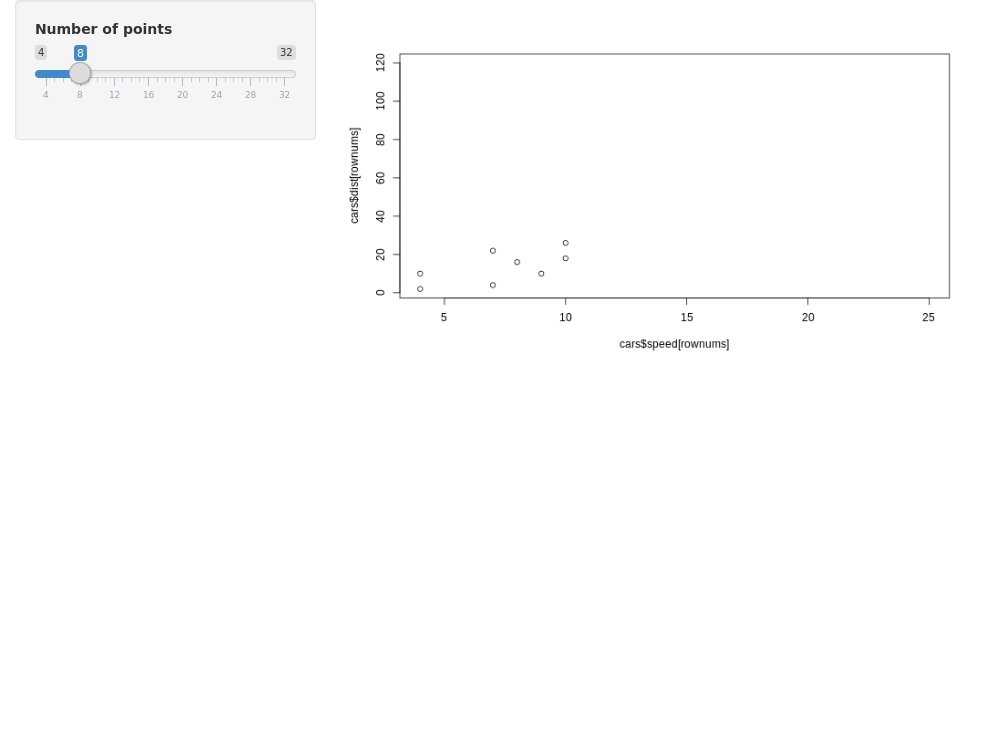 Number of points
4 8 32
4 8 12 16 20 24 28 32
120
100
80
60
40
20
0
cars$dist[rownums]
5 10 15 20 25
cars$speed[rownums]